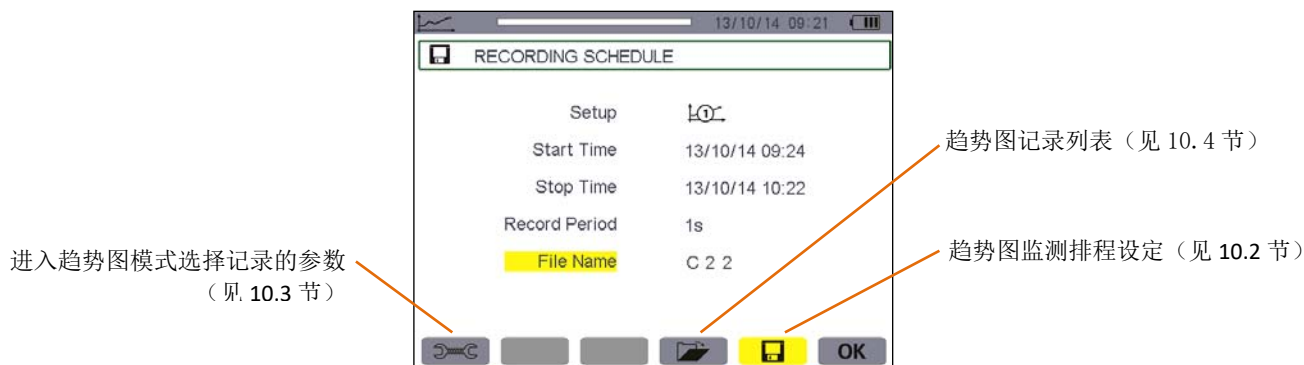 13/10/14 09:21
RECORDING SCHEDULE
Setup 1
Start Time 13/10/14 09:24
Stop Time 13/10/14 10:22
Record Period 1s
File Name C 2 2
OK
趋势图记录列表（见 10.4 节）
趋势图监测排程设定（见 10.2 节）
进入趋势图模式选择记录的参数
（见 10.3 节）